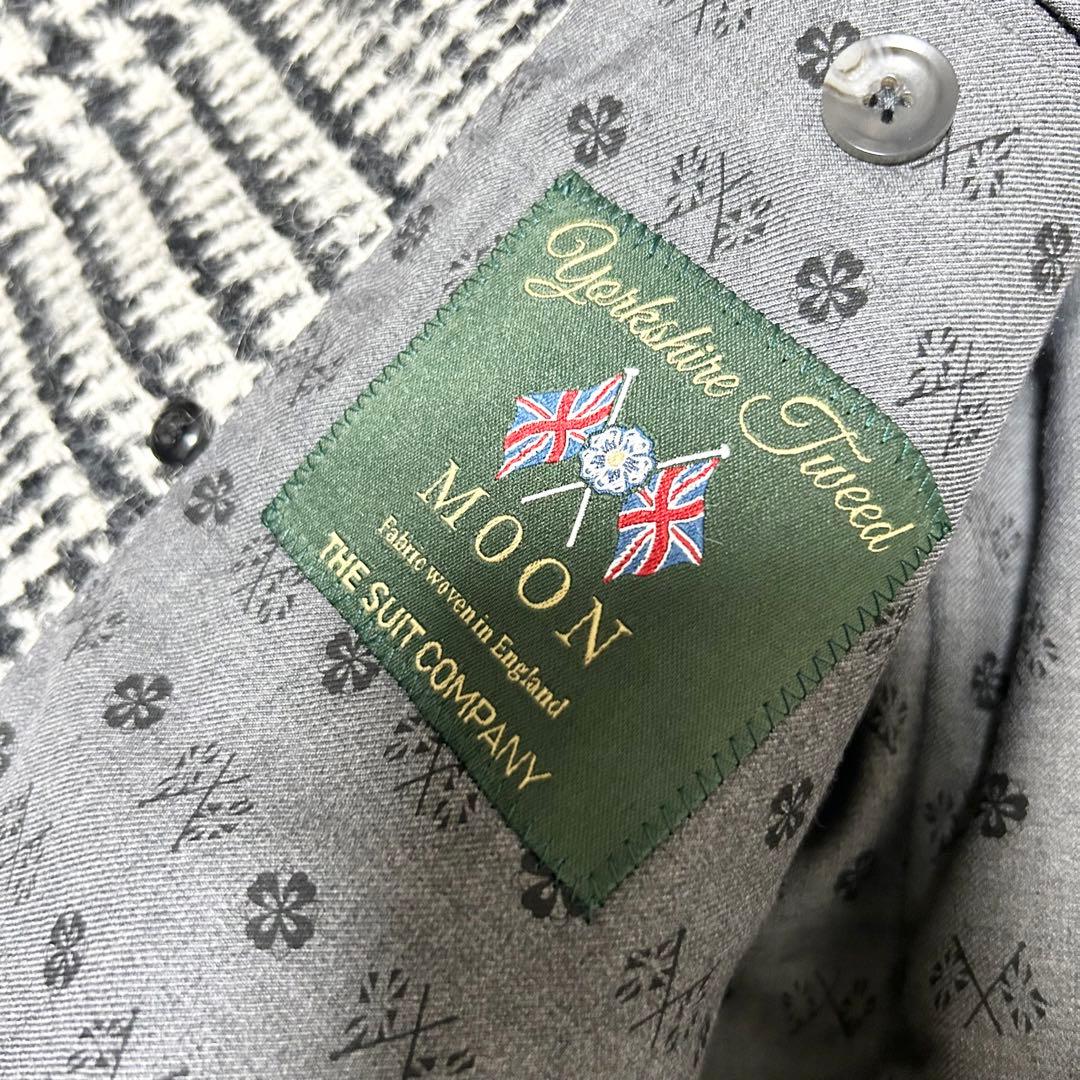 Yorkshire Tweed
MOON
Fabric woven in England
THE SUIT COMPANY